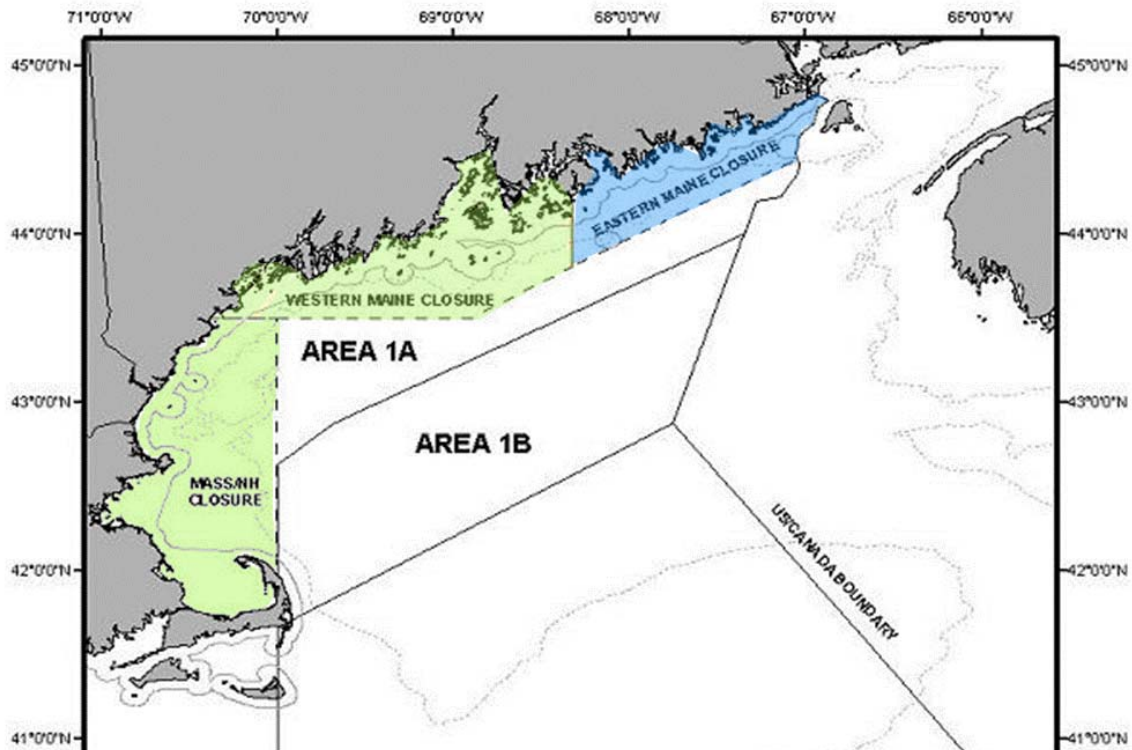 71°0'0"W 70°0'0"W 69°0'0"W 68°0'0"W 67°0'0"W 66°0'0"W
45°0'0"N 45°0'0"N
EASTERN MAINE CLOSURE
44°0'0"N 44°0'0"N
WESTERN MAINE CLOSURE
AREA 1A
43°0'0"N 43°0'0"N
AREA 1B
MASS/NH
CLOSURE
US/CANADA BOUNDARY
42°0'0"N 42°0'0"N
41°0'0"N 41°0'0"N